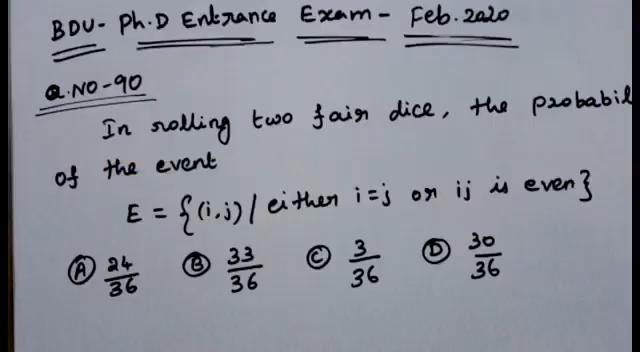 BDU- Ph.D Entrance Exam - Feb.2020
Q.NO-90
In rolling two fair dice, the probabil
of the event
E = {(i,j) / either i=j or ij is even}
Ⓐ 24/36 Ⓑ 33/36 Ⓒ 3/36 Ⓓ 30/36